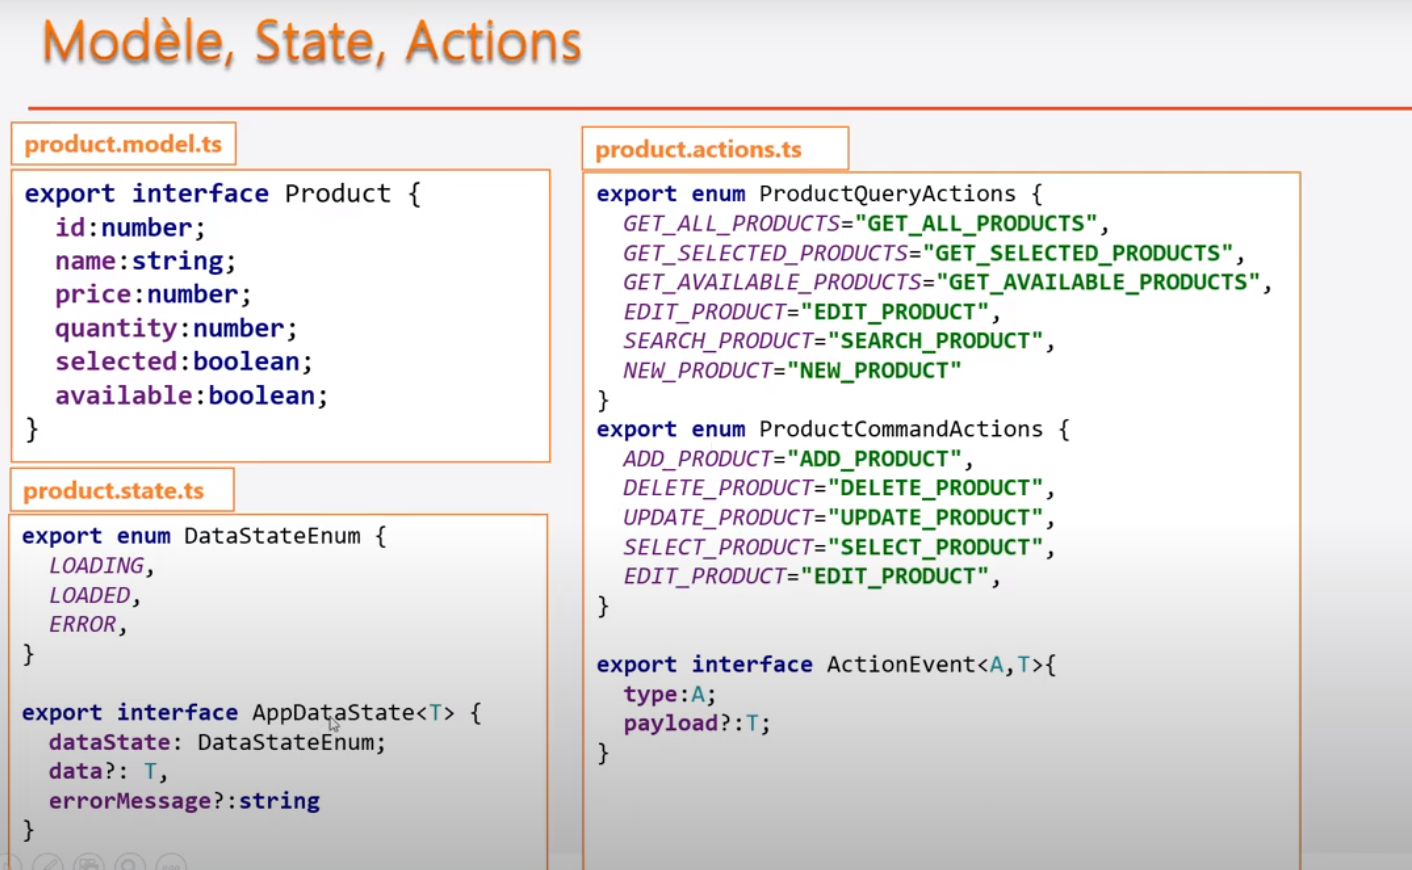 Modèle, State, Actions
product.model.ts
export interface Product {
id:number;
name:string;
price:number;
quantity:number;
selected:boolean;
available:boolean;
}
product.state.ts
export enum DataStateEnum {
LOADING,
LOADED,
ERROR,
}
export interface AppDataState<T> {
dataState: DataStateEnum;
data?: T,
errorMessage?:string
}
product.actions.ts
export enum ProductQueryActions {
GET_ALL_PRODUCTS="GET_ALL_PRODUCTS",
GET_SELECTED_PRODUCTS="GET_SELECTED_PRODUCTS",
GET_AVAILABLE_PRODUCTS="GET_AVAILABLE_PRODUCTS",
EDIT_PRODUCT="EDIT_PRODUCT",
SEARCH_PRODUCT="SEARCH_PRODUCT",
NEW_PRODUCT="NEW_PRODUCT"
}
export enum ProductCommandActions {
ADD_PRODUCT="ADD_PRODUCT",
DELETE_PRODUCT="DELETE_PRODUCT",
UPDATE_PRODUCT="UPDATE_PRODUCT",
SELECT_PRODUCT="SELECT_PRODUCT",
EDIT_PRODUCT="EDIT_PRODUCT",
}
export interface ActionEvent<A,T>{
type:A;
payload?:T;
}